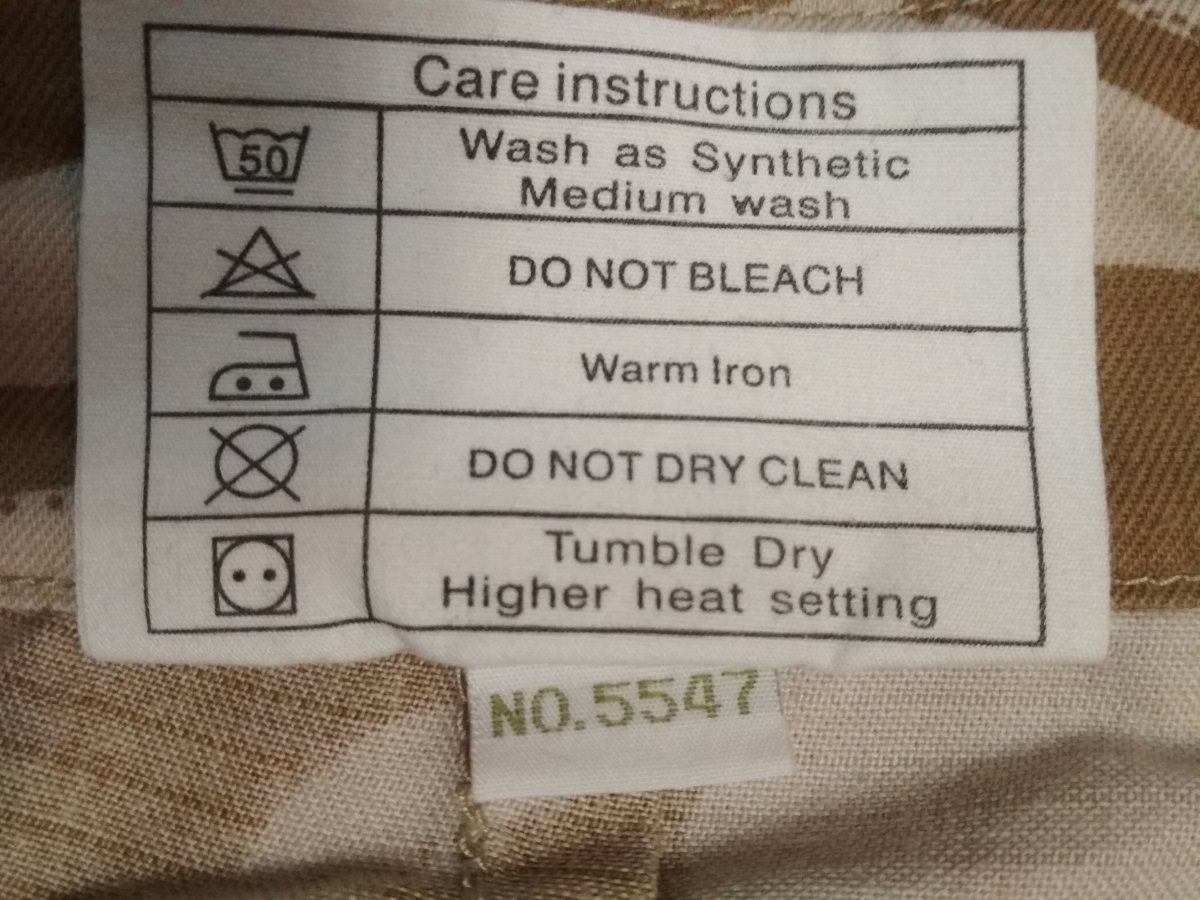 Care instructions
50
Wash as Synthetic
Medium wash
DO NOT BLEACH
Warm Iron
DO NOT DRY CLEAN
Tumble Dry
Higher heat setting
NO.5547